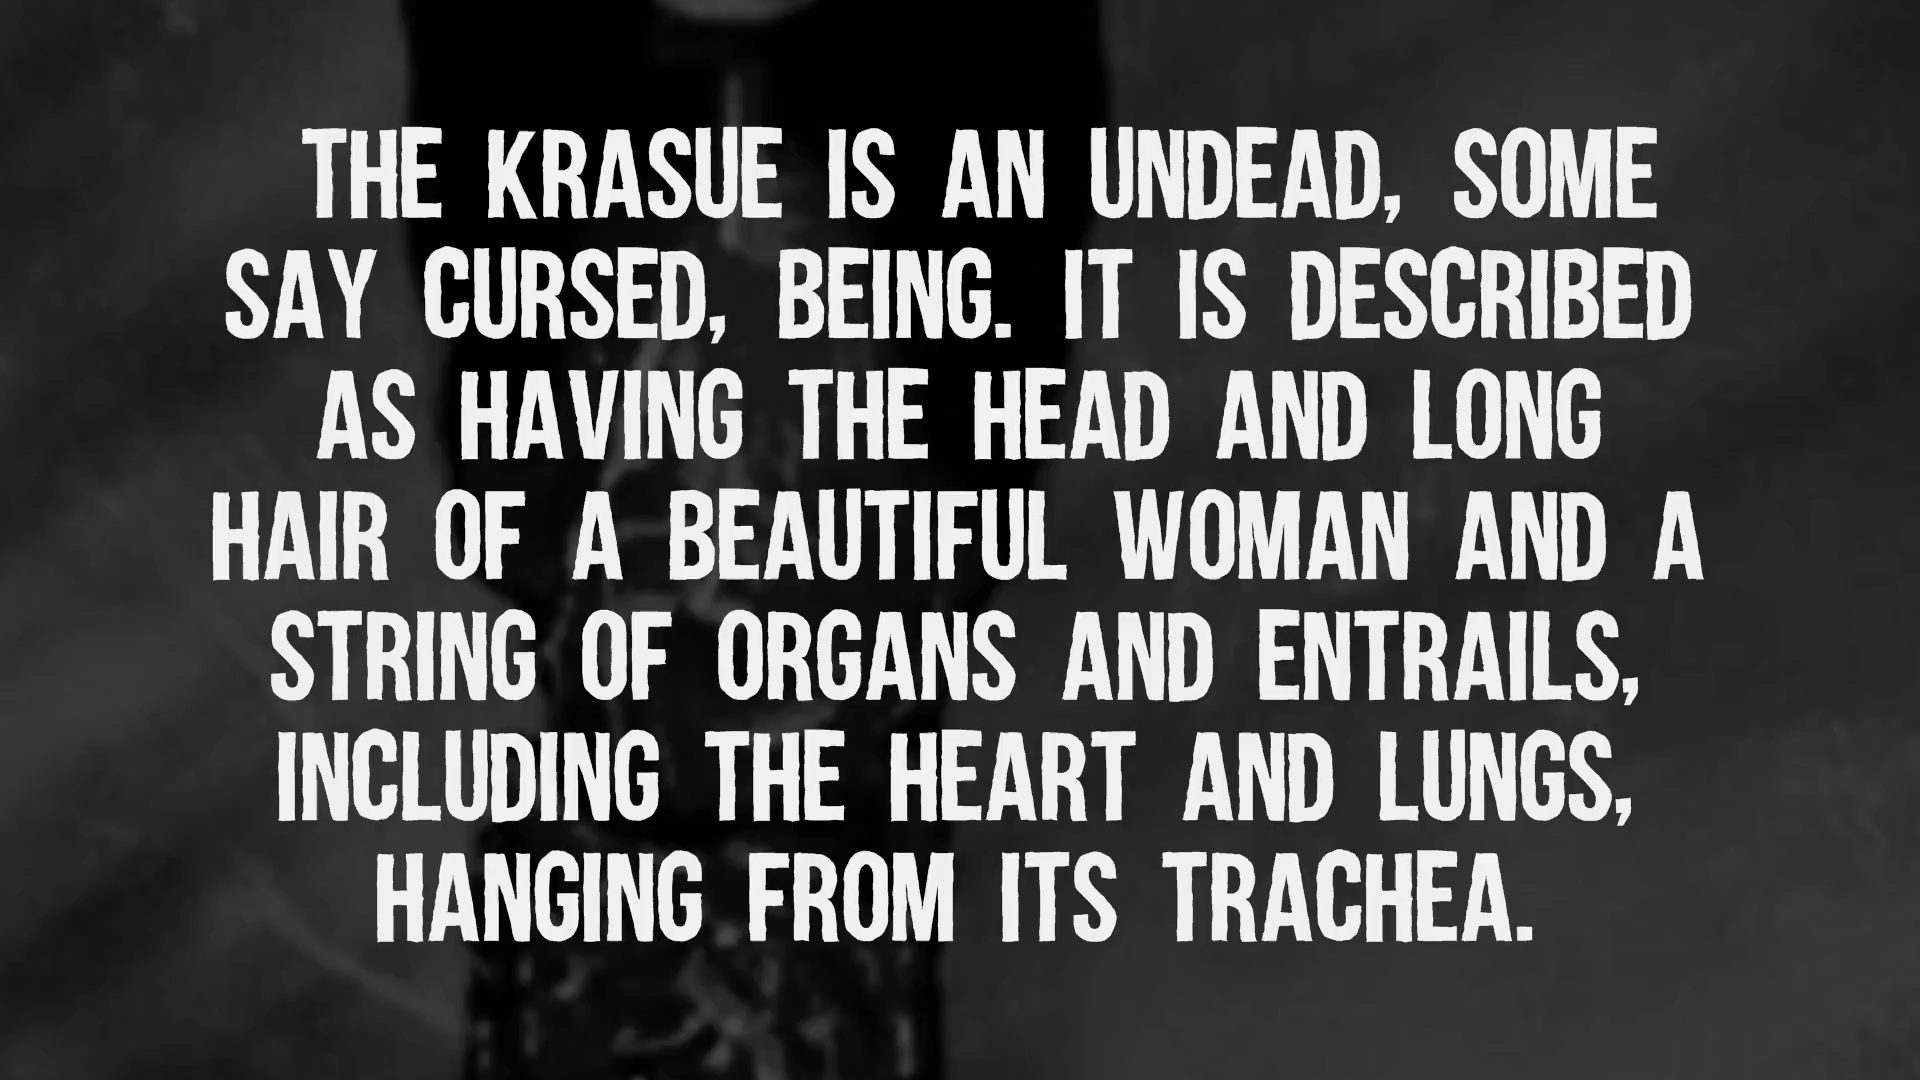 THE KRASUE IS AN UNDEAD, SOME
SAY CURSED, BEING. IT IS DESCRIBED
AS HAVING THE HEAD AND LONG
HAIR OF A BEAUTIFUL WOMAN AND A
STRING OF ORGANS AND ENTRAILS,
INCLUDING THE HEART AND LUNGS,
HANGING FROM ITS TRACHEA.